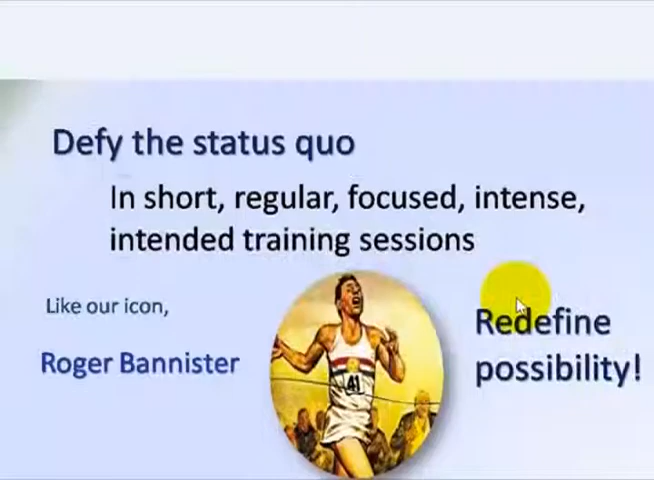 Defy the status quo
In short, regular, focused, intense,
intended training sessions
Like our icon,
Roger Bannister
41
Redefine
possibility!